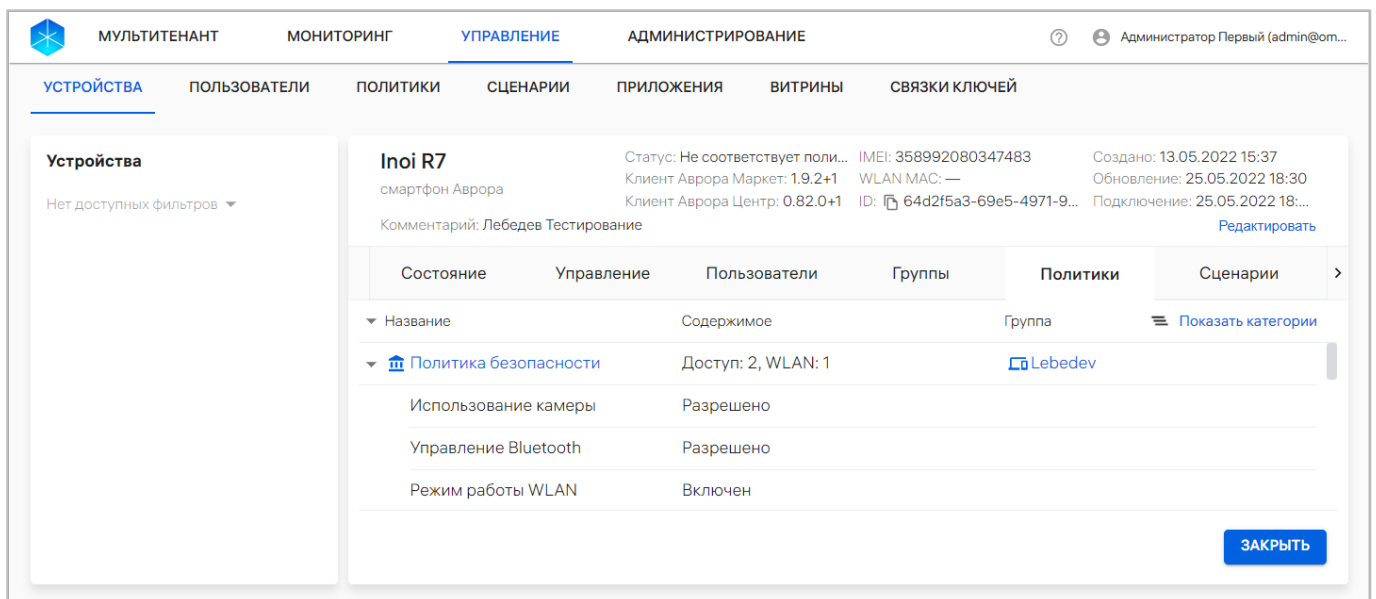 МУЛЬТИТЕНАНТ МОНИТОРИНГ УПРАВЛЕНИЕ АДМИНИСТРИРОВАНИЕ Администратор Первый (admin@om...
УСТРОЙСТВА ПОЛЬЗОВАТЕЛИ ПОЛИТИКИ СЦЕНАРИИ ПРИЛОЖЕНИЯ ВИТРИНЫ СВЯЗКИ КЛЮЧЕЙ
Устройства
Нет доступных фильтров
Inoi R7
смартфон Аврора
Комментарий: Лебедев Тестирование
Статус: Не соответствует поли...
Клиент Аврора Маркет: 1.9.2+1
Клиент Аврора Центр: 0.82.0+1
IMEI: 358992080347483
WLAN MAC: —
ID: 64d2f5a3-69e5-4971-9...
Создано: 13.05.2022 15:37
Обновление: 25.05.2022 18:30
Подключение: 25.05.2022 18:...
Редактировать
Состояние Управление Пользователи Группы Политики Сценарии
Название Содержимое Группа Показать категории
Политика безопасности Доступ: 2, WLAN: 1 Lebedev
Использование камеры Разрешено
Управление Bluetooth Разрешено
Режим работы WLAN Включен
ЗАКРЫТЬ